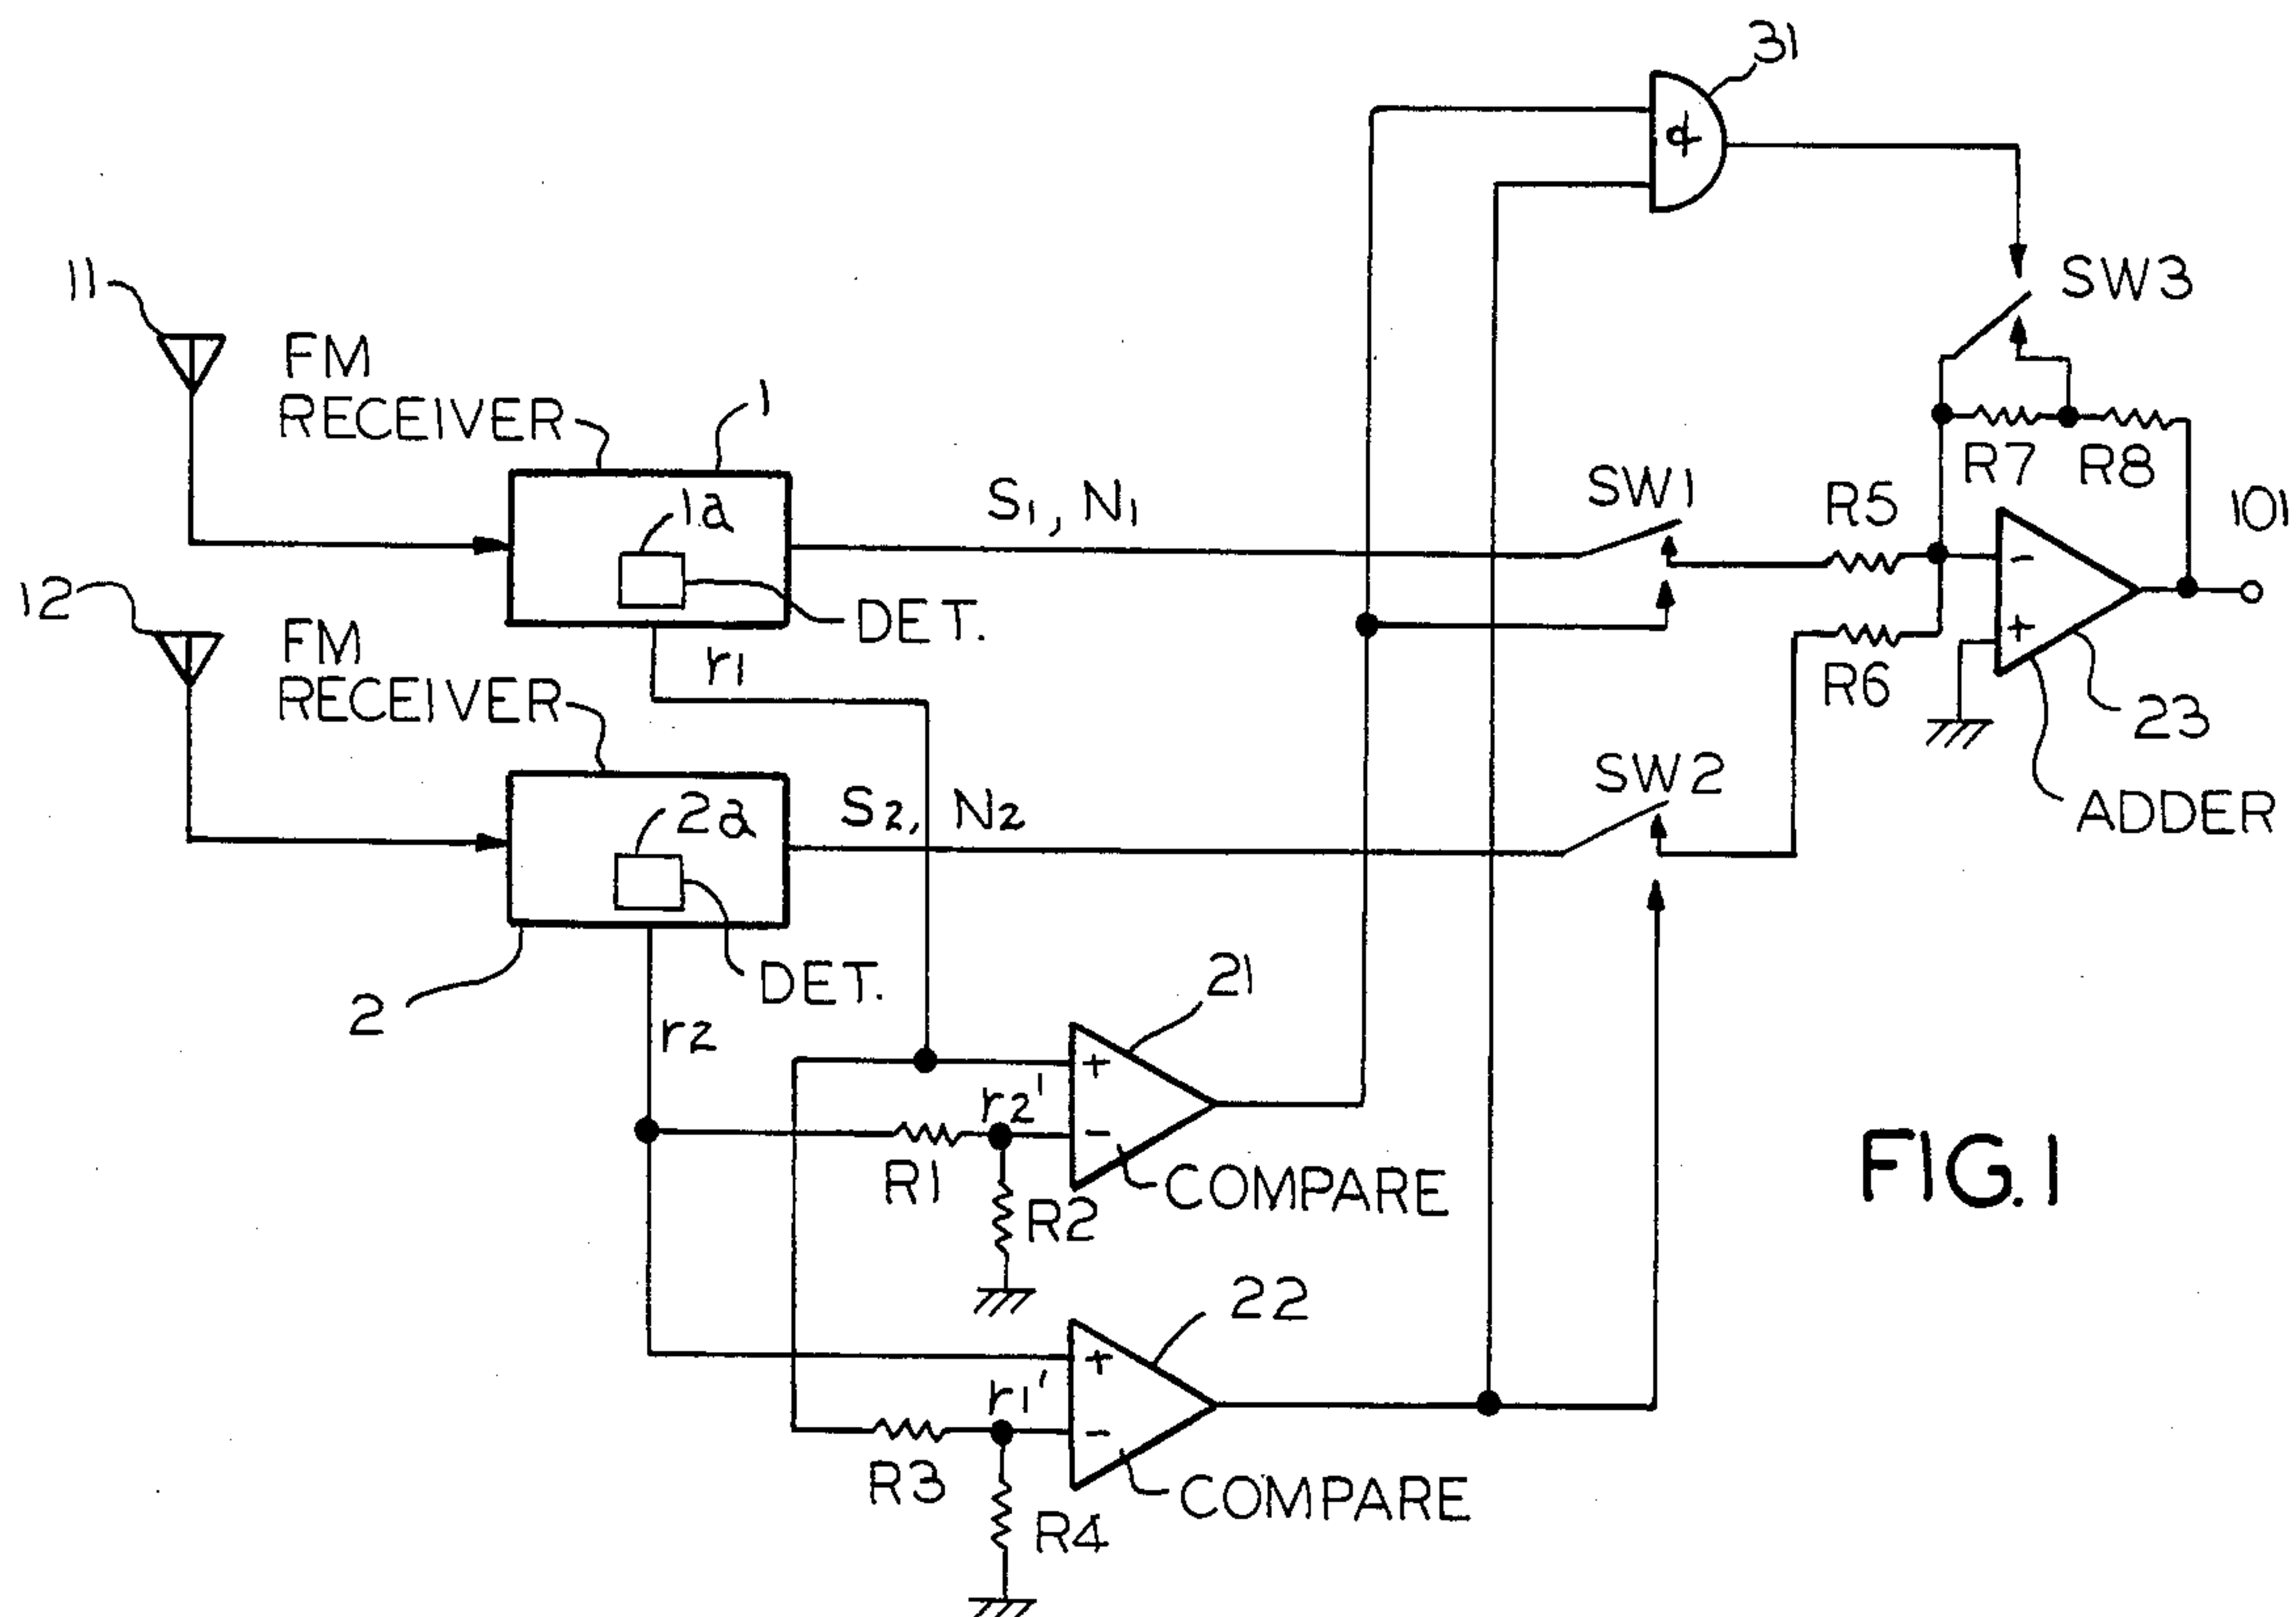 31
&
SW3
11
FM
RECEIVER
1
1a
DET.
S1, N1
SW1
R5
R7
R8
101
-
+
R6
23
ADDER
12
FM
RECEIVER
r1
2a
S2, N2
SW2
2
DET.
r2
21
+
r2'
-
R1
R2
COMPARE
FIG.1
22
+
r1'
-
R3
R4
COMPARE